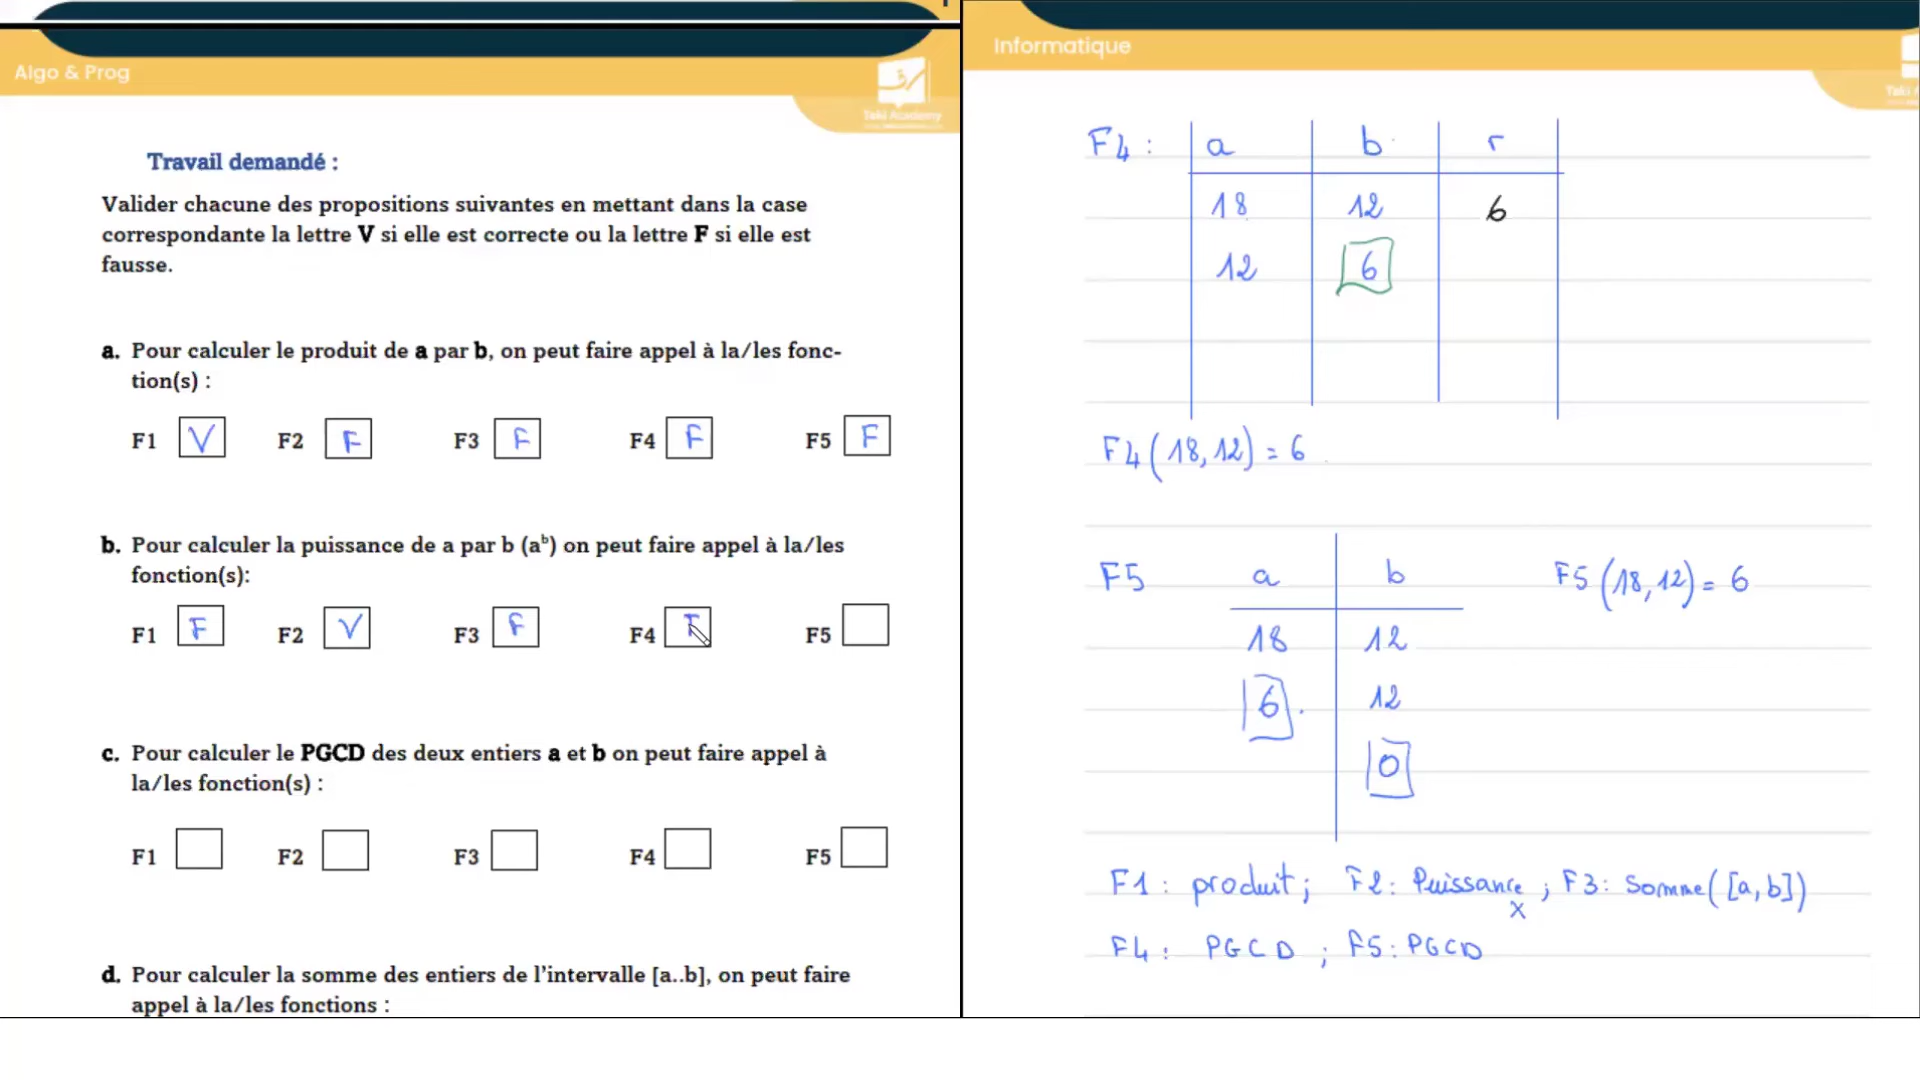 Algo & Prog
Taki Academy
Travail demandé :
Valider chacune des propositions suivantes en mettant dans la case
correspondante la lettre V si elle est correcte ou la lettre F si elle est
fausse.
a. Pour calculer le produit de a par b, on peut faire appel à la/les fonc-
tion(s) :
F1 V F2 F F3 F F4 F F5 F
b. Pour calculer la puissance de a par b (aᵇ) on peut faire appel à la/les
fonction(s):
F1 F F2 V F3 F F4 F F5
c. Pour calculer le PGCD des deux entiers a et b on peut faire appel à
la/les fonction(s) :
F1 F2 F3 F4 F5
d. Pour calculer la somme des entiers de l'intervalle [a..b], on peut faire
appel à la/les fonctions :
Informatique
Taki
F4 : a b r
18 12 6
12 6
F4(18,12) = 6
F5 a b F5(18,12) = 6
18 12
6 12
0
F1 : produit ; F2 : Puissance ; F3 : Somme([a,b])
x
F4 : PGCD ; F5 : PGCD